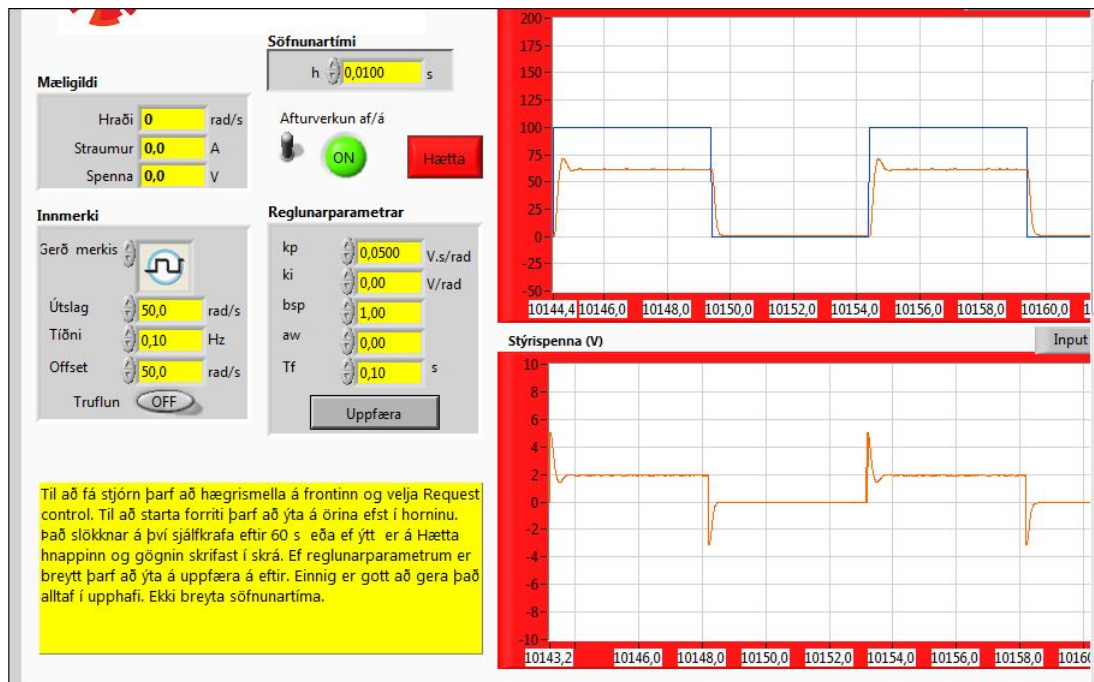 Söfnunartími
h 0,0100 s
Mæligildi
Hraði 0 rad/s
Straumur 0,0 A
Spenna 0,0 V
Afturverkun af/á
ON
Hætta
Innmerki
Gerð merkis
Útslag 50,0 rad/s
Tíðni 0,10 Hz
Offset 50,0 rad/s
Truflun OFF
Reglunarparametrar
kp 0,0500 V.s/rad
ki 0,00 V/rad
bsp 1,00
aw 0,00
Tf 0,10 s
Uppfæra
Til að fá stjórn þarf að hægrismella á frontinn og velja Request
control. Til að starta forriti þarf að ýta á örina efst í horninu.
Það slökknar á því sjálfkrafa eftir 60 s eða ef ýtt er á Hætta
hnappinn og gögnin skrifast í skrá. Ef reglunarparametrum er
breytt þarf að ýta á uppfæra á eftir. Einnig er gott að gera það
alltaf í upphafi. Ekki breyta söfnunartíma.
200
175
150
125
100
75
50
25
0
-25
-50
10144,4 10146,0 10148,0 10150,0 10152,0 10154,0 10156,0 10158,0 10160,0 1
Stýrispenna (V)
Input
10
8
6
4
2
0
-2
-4
-6
-8
-10
10143,2 10146,0 10148,0 10150,0 10152,0 10154,0 10156,0 10158,0 10160